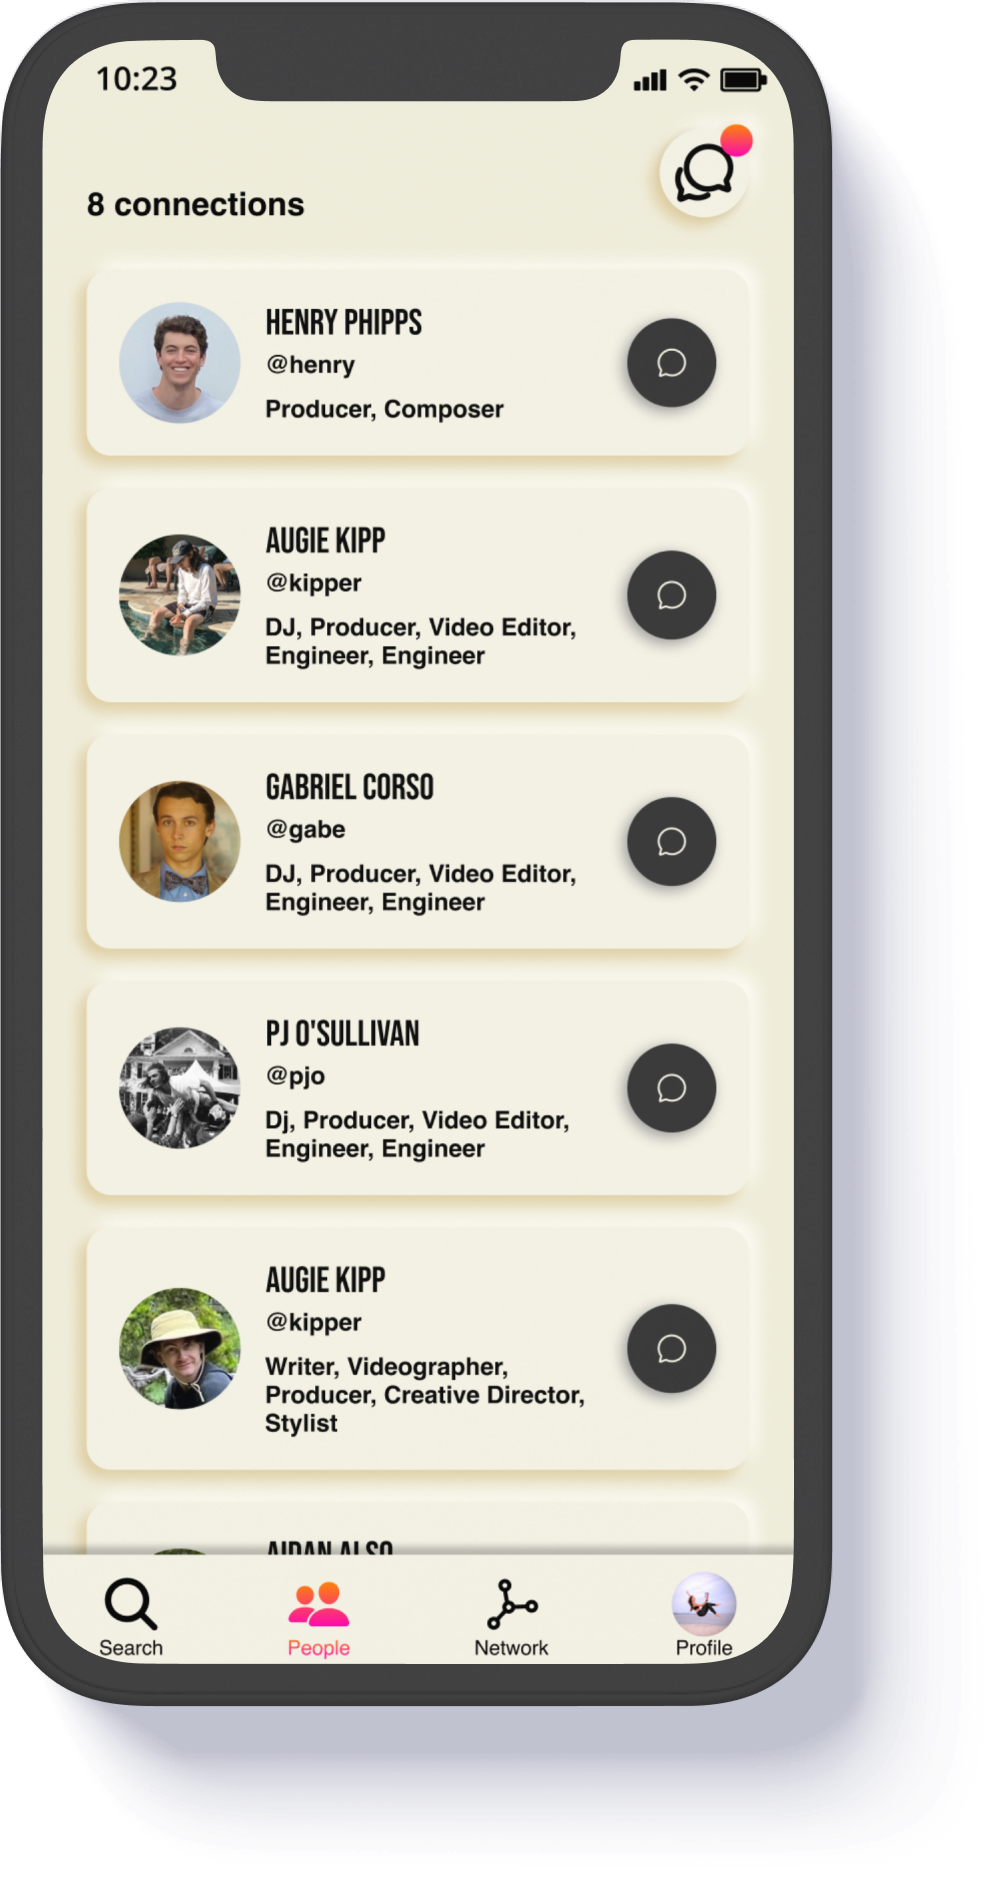 10:23
8 connections
HENRY PHIPPS
@henry
Producer, Composer
AUGIE KIPP
@kipper
DJ, Producer, Video Editor,
Engineer, Engineer
GABRIEL CORSO
@gabe
DJ, Producer, Video Editor,
Engineer, Engineer
PJ O'SULLIVAN
@pjo
Dj, Producer, Video Editor,
Engineer, Engineer
AUGIE KIPP
@kipper
Writer, Videographer,
Producer, Creative Director,
Stylist
AIDAN ALSO
Search
People
Network
Profile